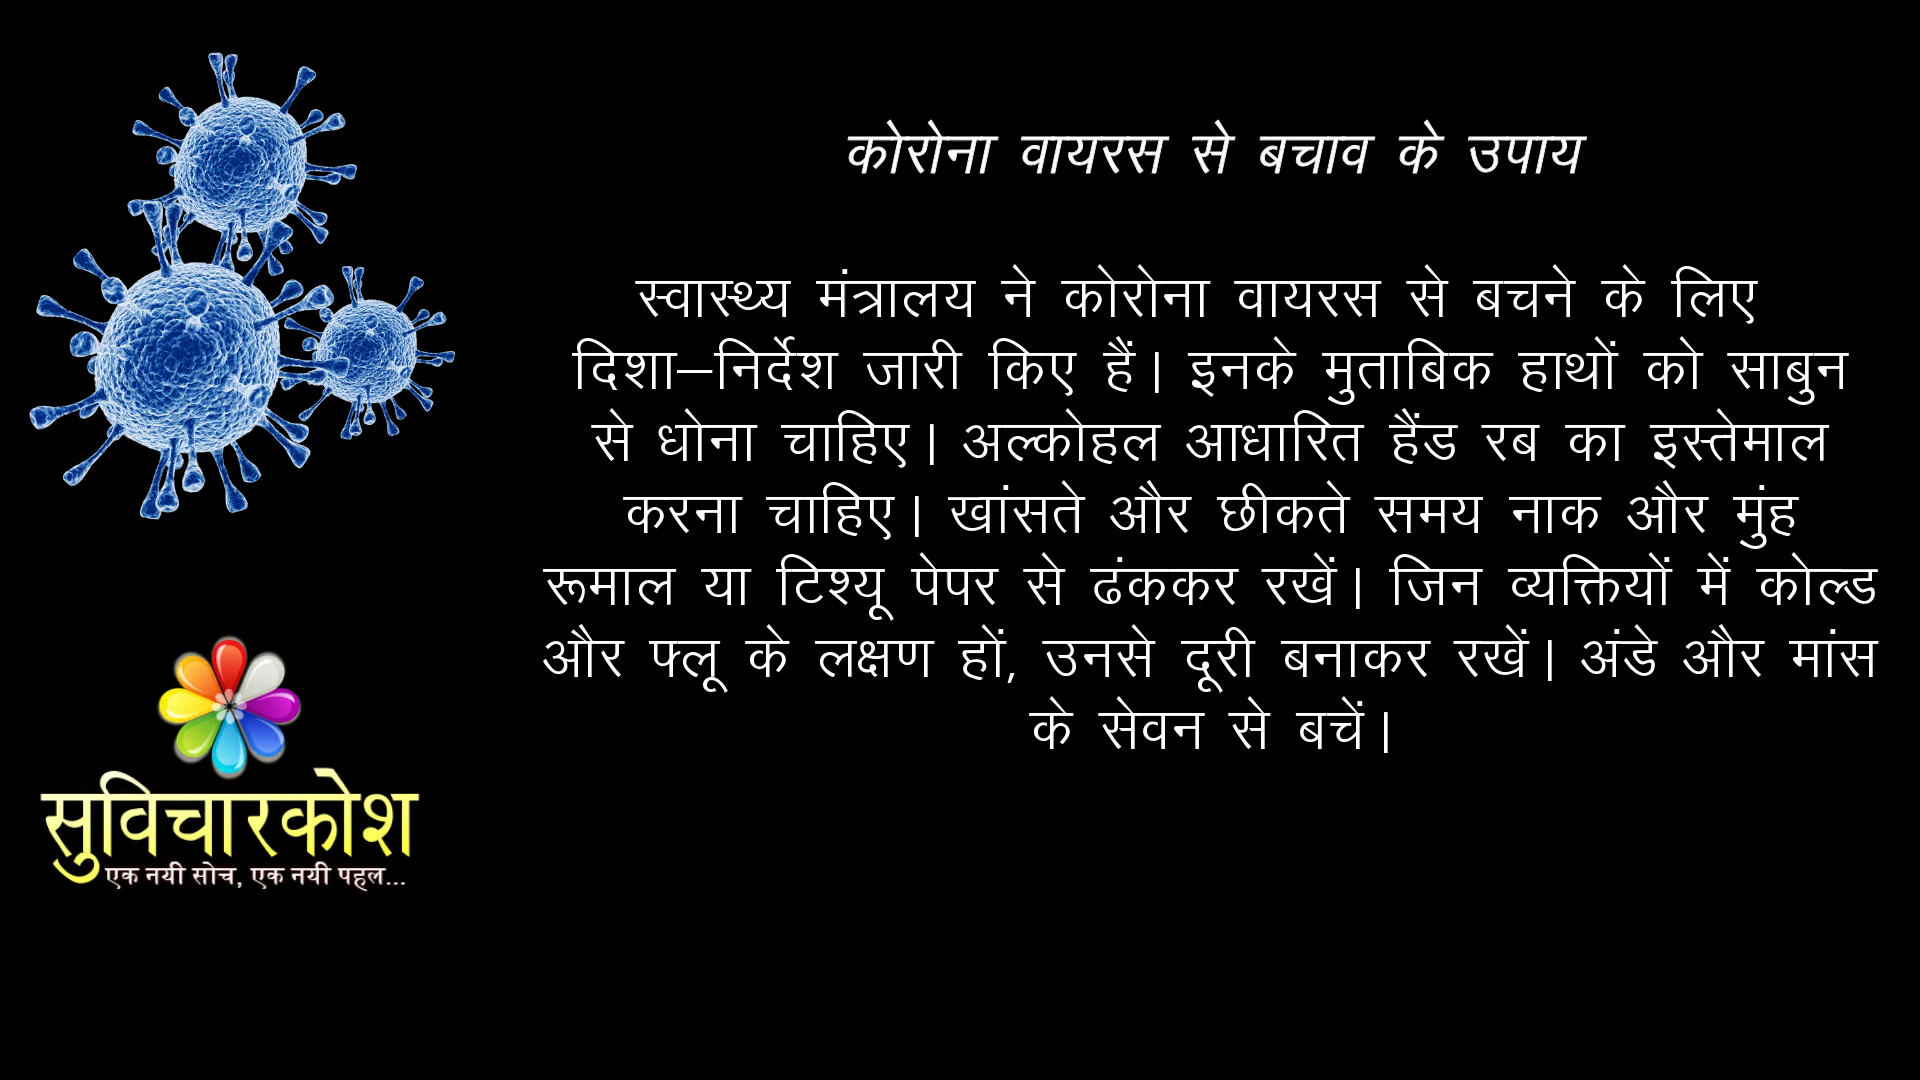 कोरोना वायरस से बचाव के उपाय
स्वास्थ्य मंत्रालय ने कोरोना वायरस से बचने के लिए
दिशा–निर्देश जारी किए हैं। इनके मुताबिक हाथों को साबुन
से धोना चाहिए। अल्कोहल आधारित हैंड रब का इस्तेमाल
करना चाहिए। खांसते और छीकते समय नाक और मुंह
रूमाल या टिश्यू पेपर से ढंककर रखें। जिन व्यक्तियों में कोल्ड
और फ्लू के लक्षण हों, उनसे दूरी बनाकर रखें। अंडे और मांस
के सेवन से बचें।
सुविचारकोश
एक नयी सोच, एक नयी पहल...